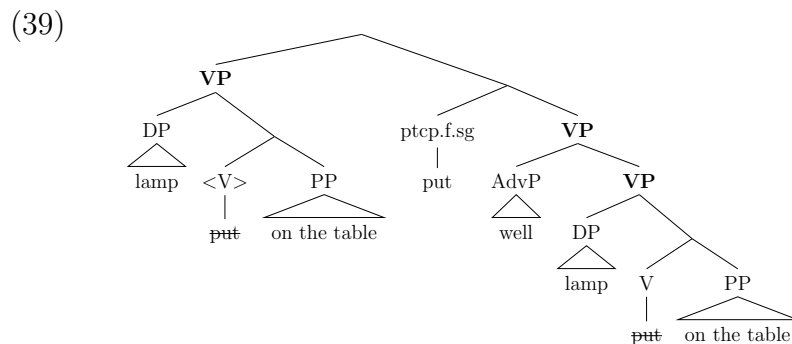 (39)
VP
DP ptcp.f.sg VP
lamp <V> PP put AdvP VP
put on the table well DP
lamp V PP
put on the table